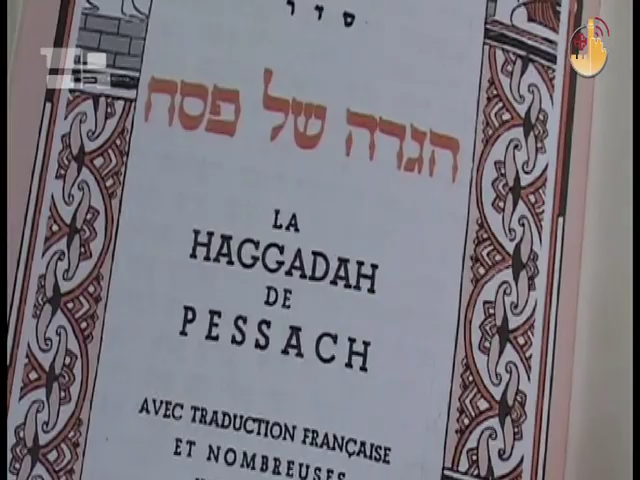 סדר
הגדה של פסח
LA
HAGGADAH
DE
PESSACH
AVEC TRADUCTION FRANÇAISE
ET NOMBREUSES